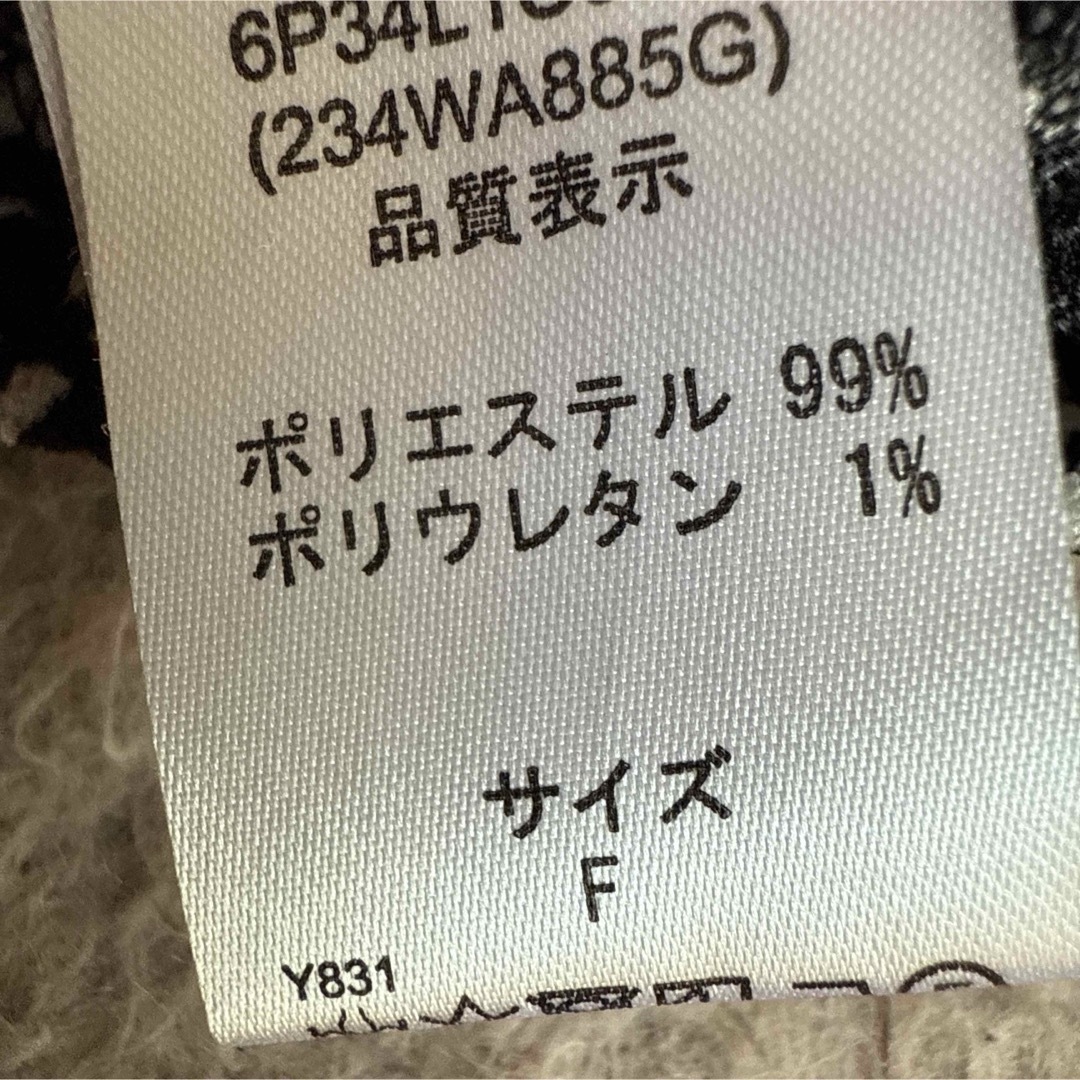 (234WA885G)
品質表示
ポリエステル 99%
ポリウレタン 1%
サイズ
F
Y831